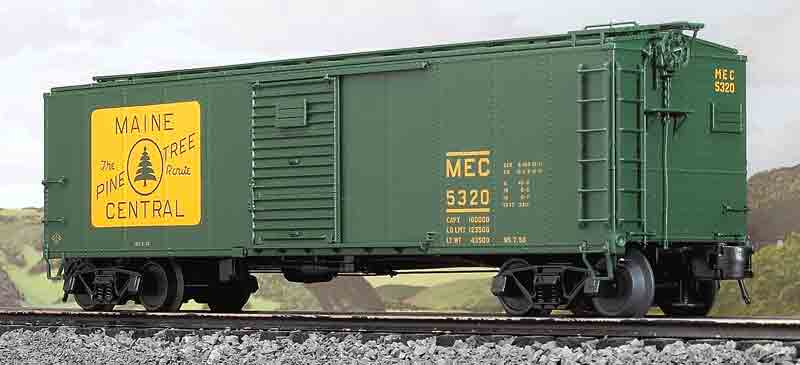 MAINE
The
PINE TREE
Route
CENTRAL
MEC
5320
CAPY 100000
LD LMT 123500
LT WT 43500
MEC
5320